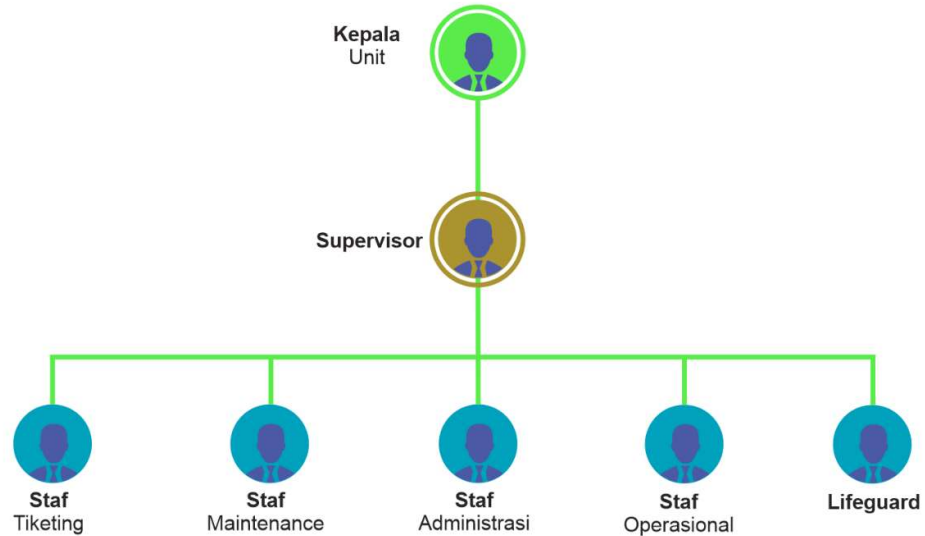 Kepala
Unit
Supervisor
Staf
Tiketing
Staf
Maintenance
Staf
Administrasi
Staf
Operasional
Lifeguard